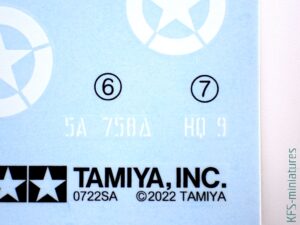 ⑥ ⑦
5A 758Δ HQ 9
TAMIYA, INC.
0722SA ©2022 TAMIYA
KFS-miniatures